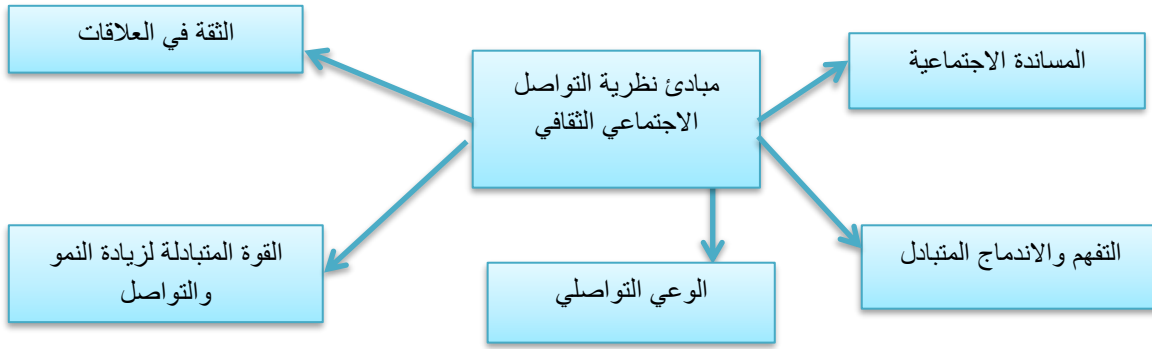 مبادئ نظرية التواصل
الاجتماعي الثقافي
المساندة الاجتماعية
الثقة في العلاقات
التفهم والاندماج المتبادل
الوعي التواصلي
القوة المتبادلة لزيادة النمو
والتواصل